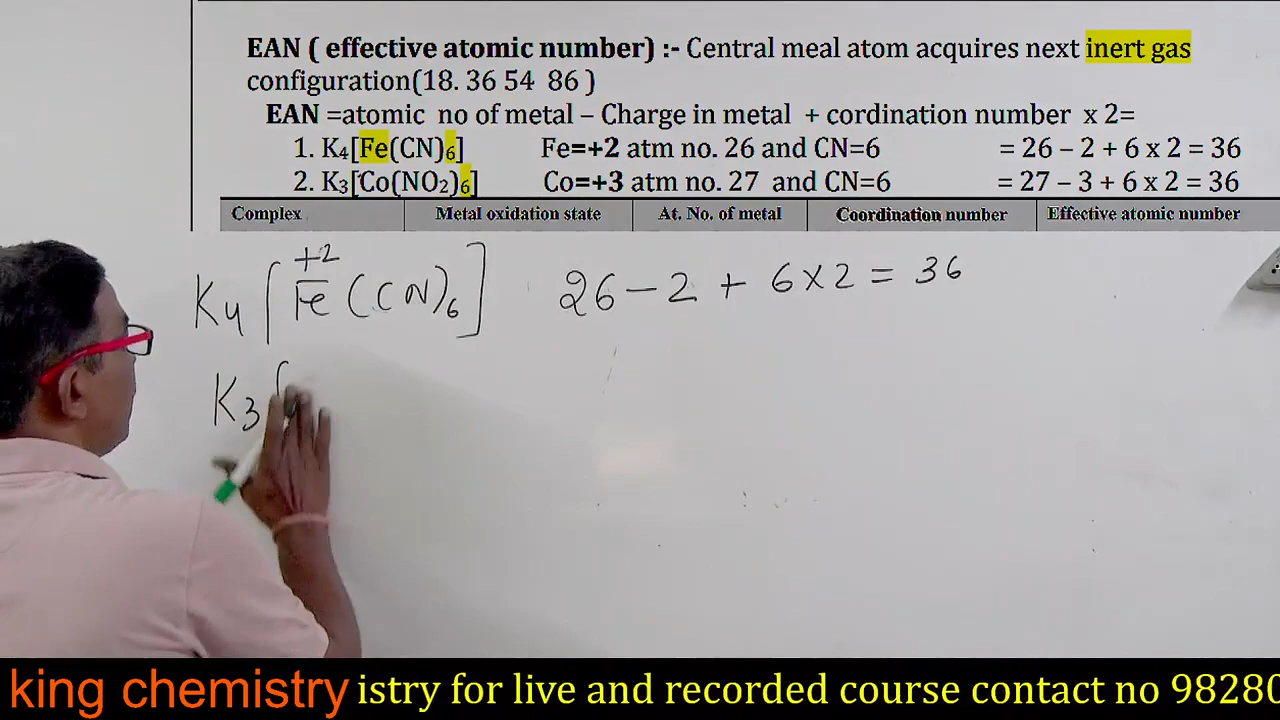 EAN ( effective atomic number) :- Central meal atom acquires next inert gas
configuration(18. 36 54 86 )
EAN =atomic no of metal – Charge in metal + cordination number x 2=
1. K₄[Fe(CN)₆] Fe=+2 atm no. 26 and CN=6 = 26 – 2 + 6 x 2 = 36
2. K₃[Co(NO₂)₆] Co=+3 atm no. 27 and CN=6 = 27 – 3 + 6 x 2 = 36
Complex Metal oxidation state At. No. of metal Coordination number Effective atomic number
+2
K₄[Fe(CN)₆] 26 – 2 + 6 x 2 = 36
K₃[
king chemistry istry for live and recorded course contact no 98280